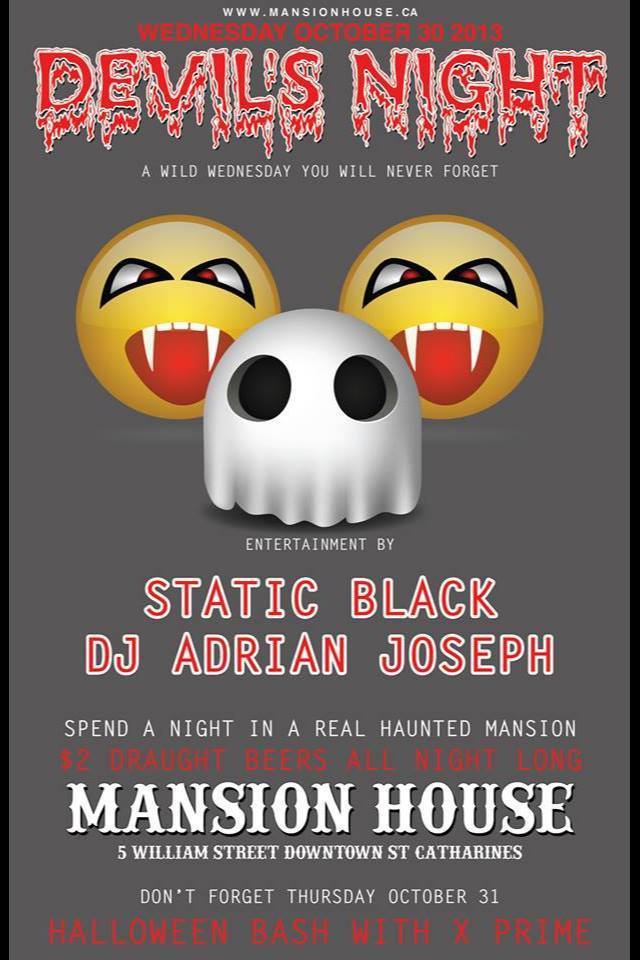 WWW.MANSIONHOUSE.CA
WEDNESDAY OCTOBER 30 2013
DEVIL'S NIGHT
A WILD WEDNESDAY YOU WILL NEVER FORGET
ENTERTAINMENT BY
STATIC BLACK
DJ ADRIAN JOSEPH
SPEND A NIGHT IN A REAL HAUNTED MANSION
$2 DRAUGHT BEERS ALL NIGHT LONG
MANSION HOUSE
5 WILLIAM STREET DOWNTOWN ST CATHARINES
DON'T FORGET THURSDAY OCTOBER 31
HALLOWEEN BASH WITH X PRIME